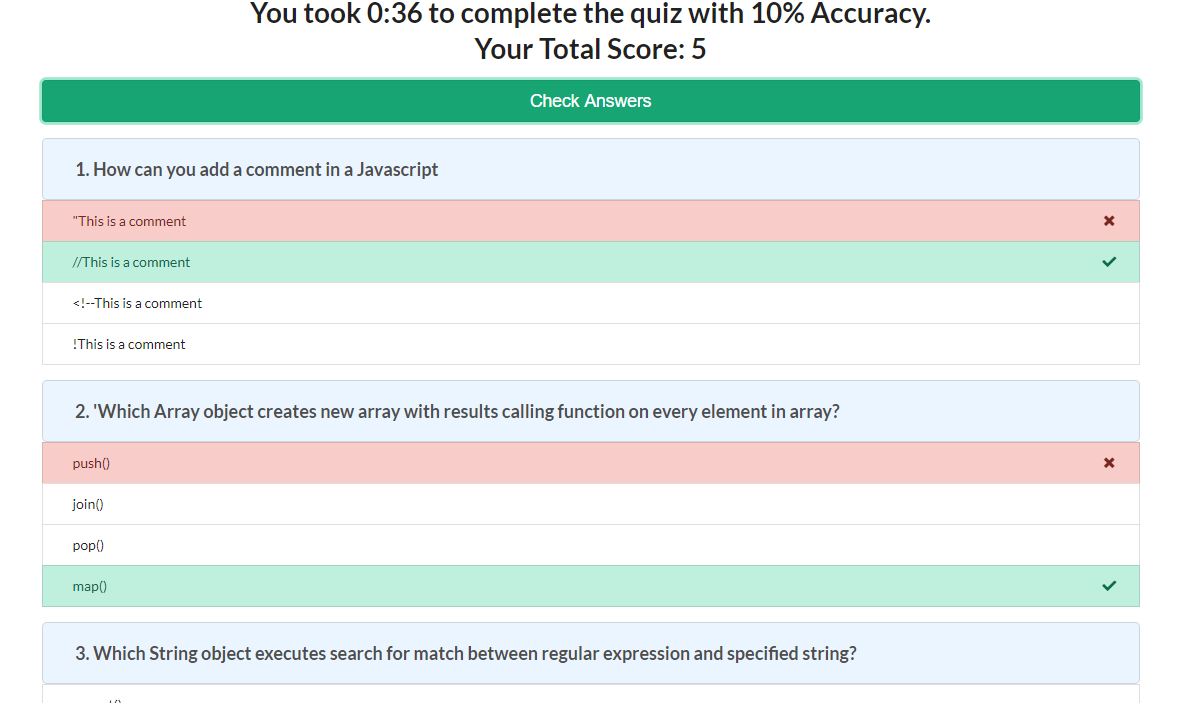 You took 0:36 to complete the quiz with 10% Accuracy.
Your Total Score: 5
Check Answers
1. How can you add a comment in a Javascript
"This is a comment
//This is a comment
<!--This is a comment
!This is a comment
2. 'Which Array object creates new array with results calling function on every element in array?
push()
join()
pop()
map()
3. Which String object executes search for match between regular expression and specified string?